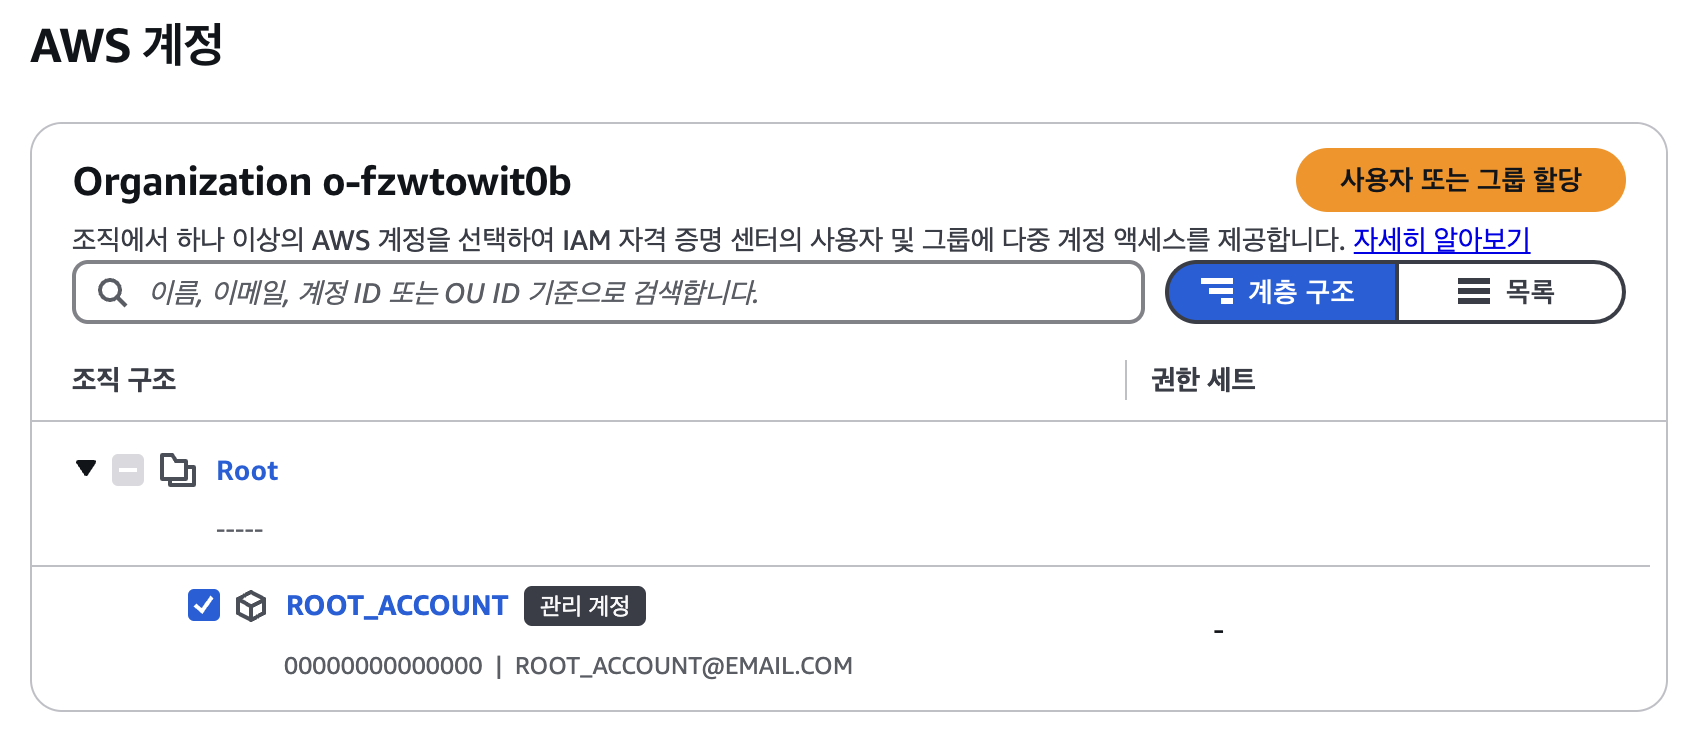 AWS 계정
Organization o-fzwtowit0b
사용자 또는 그룹 할당
조직에서 하나 이상의 AWS 계정을 선택하여 IAM 자격 증명 센터의 사용자 및 그룹에 다중 계정 액세스를 제공합니다. 자세히 알아보기
이름, 이메일, 계정 ID 또는 OU ID 기준으로 검색합니다.
계층 구조
목록
조직 구조
권한 세트
Root
-----
ROOT_ACCOUNT 관리 계정
-
00000000000000 | ROOT_ACCOUNT@EMAIL.COM